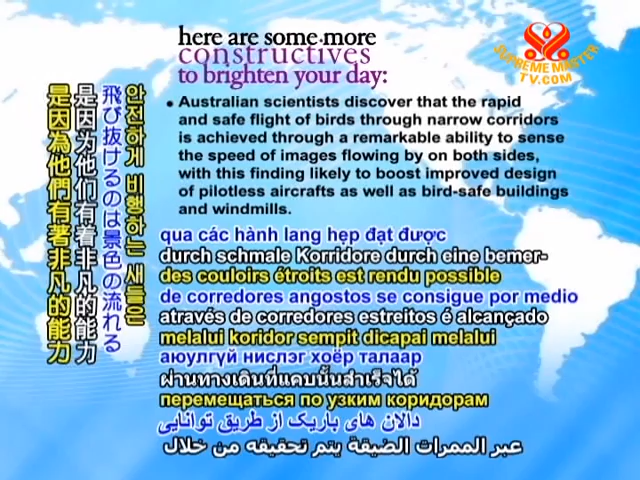 here are some more
constructives
to brighten your day:
SUPREME MASTER
TV.COM
• Australian scientists discover that the rapid
and safe flight of birds through narrow corridors
is achieved through a remarkable ability to sense
the speed of images flowing by on both sides,
with this finding likely to boost improved design
of pilotless aircrafts as well as bird-safe buildings
and windmills.
안전하게 비행하는 새들은
飛び抜けるのは景色の流れる
是因为他们有着非凡的能力
是因為他們有著非凡的能力
qua các hành lang hẹp đạt được
durch schmale Korridore durch eine bemer-
des couloirs étroits est rendu possible
de corredores angostos se consigue por medio
através de corredores estreitos é alcançado
melalui koridor sempit dicapai melalui
аюулгүй нислэг хоёр талаар
ผ่านทางเดินที่แคบนั้นสำเร็จได้
перемещаться по узким коридорам
دالان های باریک از طریق توانایی
عبر الممرات الضيقة يتم تحقيقه من خلال